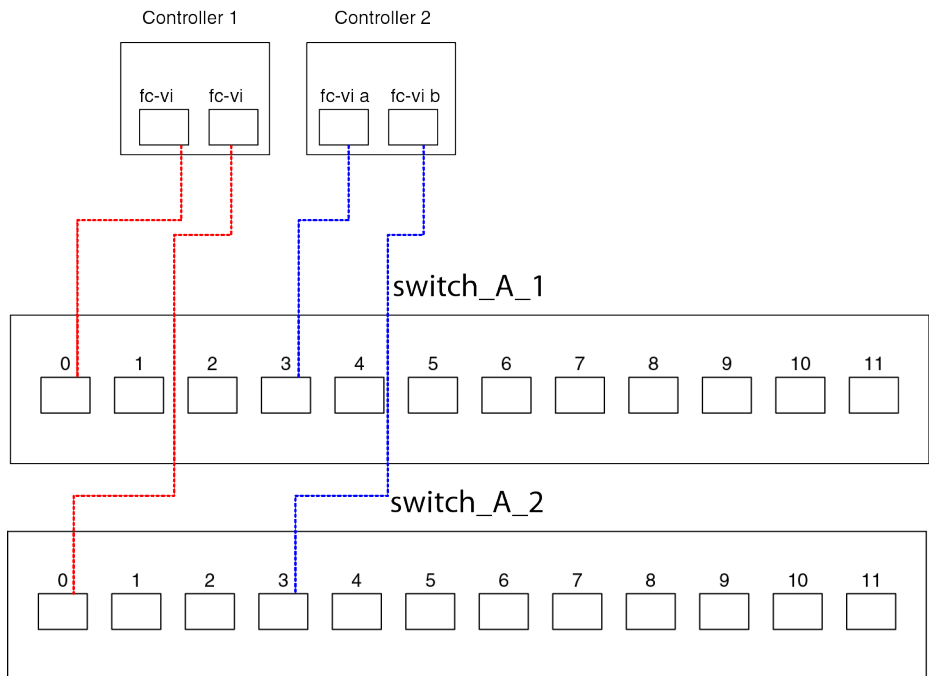 Controller 1 Controller 2
fc-vi fc-vi fc-vi a fc-vi b
switch_A_1
0 1 2 3 4 5 6 7 8 9 10 11
switch_A_2
0 1 2 3 4 5 6 7 8 9 10 11